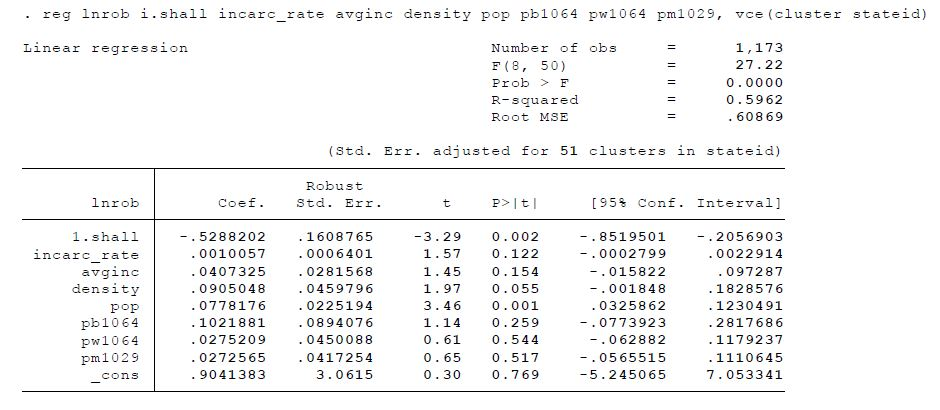 . reg lnrob i.shall incarc_rate avginc density pop pb1064 pw1064 pm1029, vce(cluster stateid)
Linear regression Number of obs = 1,173
F(8, 50) = 27.22
Prob > F = 0.0000
R-squared = 0.5962
Root MSE = .60869
(Std. Err. adjusted for 51 clusters in stateid)
Robust
lnrob Coef. Std. Err. t P>|t| [95% Conf. Interval]
1.shall -.5288202 .1608765 -3.29 0.002 -.8519501 -.2056903
incarc_rate .0010057 .0006401 1.57 0.122 -.0002799 .0022914
avginc .0407325 .0281568 1.45 0.154 -.015822 .097287
density .0905048 .0459796 1.97 0.055 -.001848 .1828576
pop .0778176 .0225194 3.46 0.001 .0325862 .1230491
pb1064 .1021881 .0894076 1.14 0.259 -.0773923 .2817686
pw1064 .0275209 .0450088 0.61 0.544 -.062882 .1179237
pm1029 .0272565 .0417254 0.65 0.517 -.0565515 .1110645
_cons .9041383 3.0615 0.30 0.769 -5.245065 7.053341